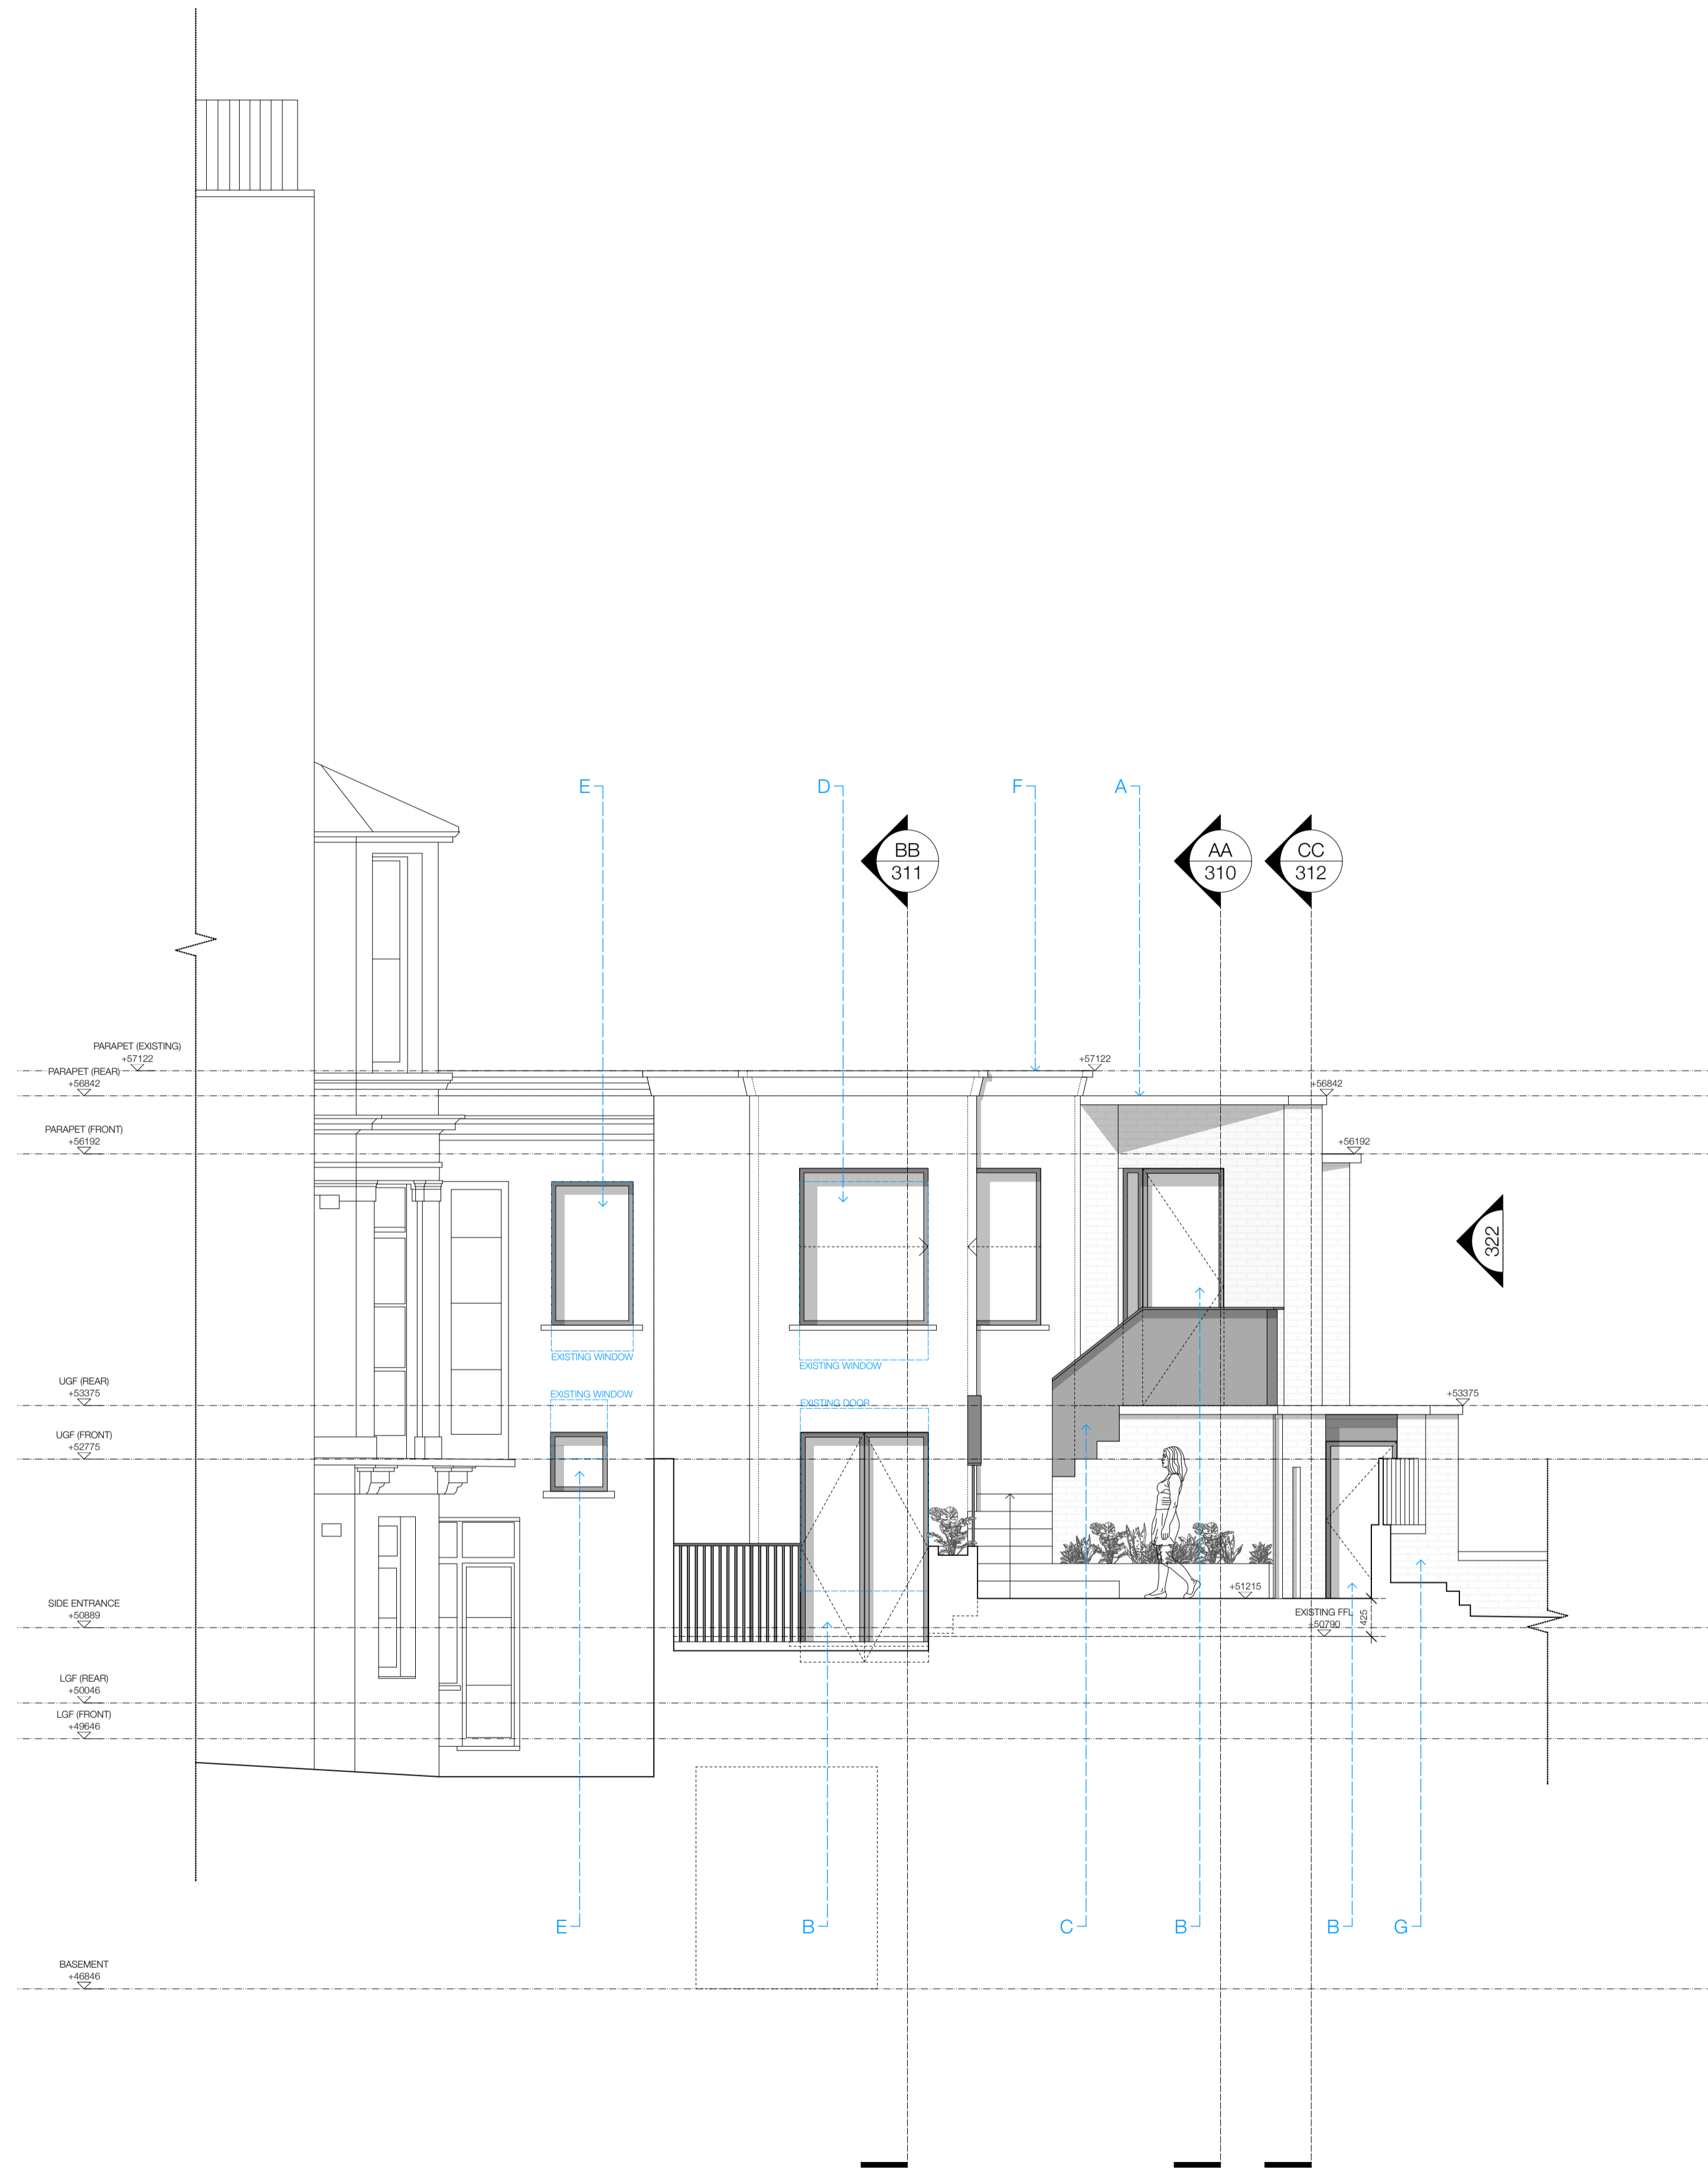 E
D
F
A
BB
311
AA
310
CC
312
PARAPET (EXISTING)
+57122
+57122
PARAPET (REAR)
+56842
+56842
PARAPET (FRONT)
+56192
+56192
322
EXISTING WINDOW
EXISTING WINDOW
UGF (REAR)
+53375
+53375
EXISTING WINDOW
EXISTING DOOR
UGF (FRONT)
+52775
+51215
SIDE ENTRANCE
+50889
EXISTING FFL
+50790
425
LGF (REAR)
+50046
LGF (FRONT)
+49646
E
B
C
B
B
G
BASEMENT
+46846